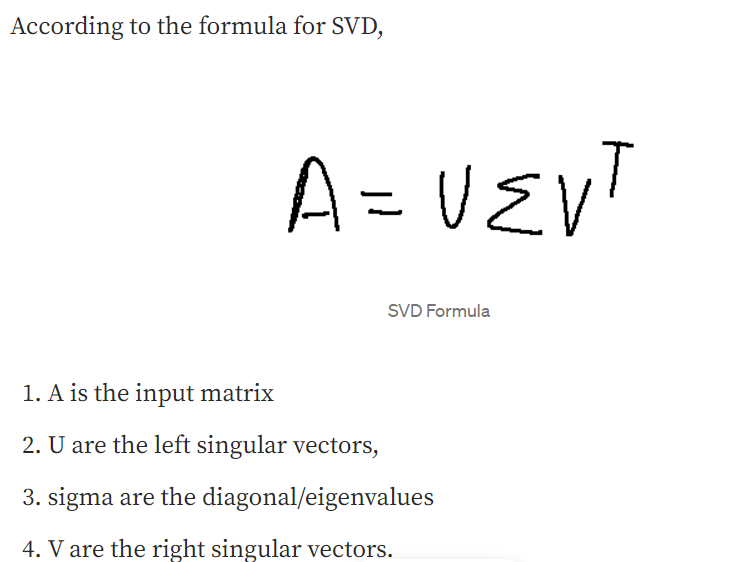 According to the formula for SVD,
A = U Σ V^T
SVD Formula
1. A is the input matrix
2. U are the left singular vectors,
3. sigma are the diagonal/eigenvalues
4. V are the right singular vectors.